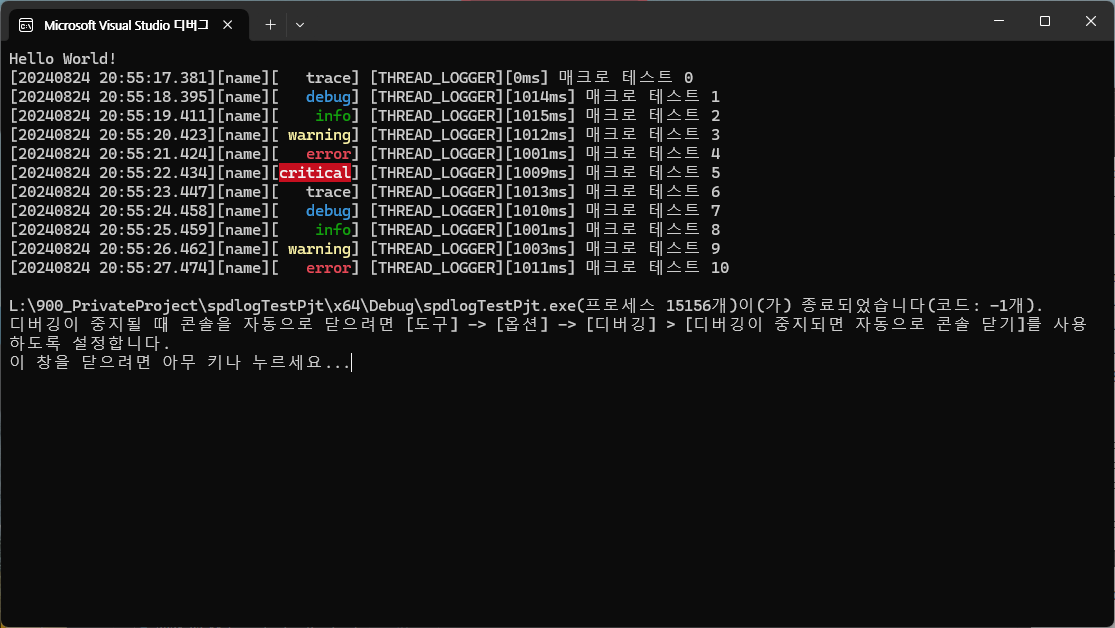 Microsoft Visual Studio 디버그
Hello World!
[20240824 20:55:17.381][name][   trace] [THREAD_LOGGER][0ms] 매크로 테스트 0
[20240824 20:55:18.395][name][   debug] [THREAD_LOGGER][1014ms] 매크로 테스트 1
[20240824 20:55:19.411][name][    info] [THREAD_LOGGER][1015ms] 매크로 테스트 2
[20240824 20:55:20.423][name][ warning] [THREAD_LOGGER][1012ms] 매크로 테스트 3
[20240824 20:55:21.424][name][   error] [THREAD_LOGGER][1001ms] 매크로 테스트 4
[20240824 20:55:22.434][name][critical] [THREAD_LOGGER][1009ms] 매크로 테스트 5
[20240824 20:55:23.447][name][   trace] [THREAD_LOGGER][1013ms] 매크로 테스트 6
[20240824 20:55:24.458][name][   debug] [THREAD_LOGGER][1010ms] 매크로 테스트 7
[20240824 20:55:25.459][name][    info] [THREAD_LOGGER][1001ms] 매크로 테스트 8
[20240824 20:55:26.462][name][ warning] [THREAD_LOGGER][1003ms] 매크로 테스트 9
[20240824 20:55:27.474][name][   error] [THREAD_LOGGER][1011ms] 매크로 테스트 10
L:\900_PrivateProject\spdlogTestPjt\x64\Debug\spdlogTestPjt.exe(프로세스 15156개)이(가) 종료되었습니다(코드: -1개).
디버깅이 중지될 때 콘솔을 자동으로 닫으려면 [도구] -> [옵션] -> [디버깅] > [디버깅이 중지되면 자동으로 콘솔 닫기]를 사용
하도록 설정합니다.
이 창을 닫으려면 아무 키나 누르세요...